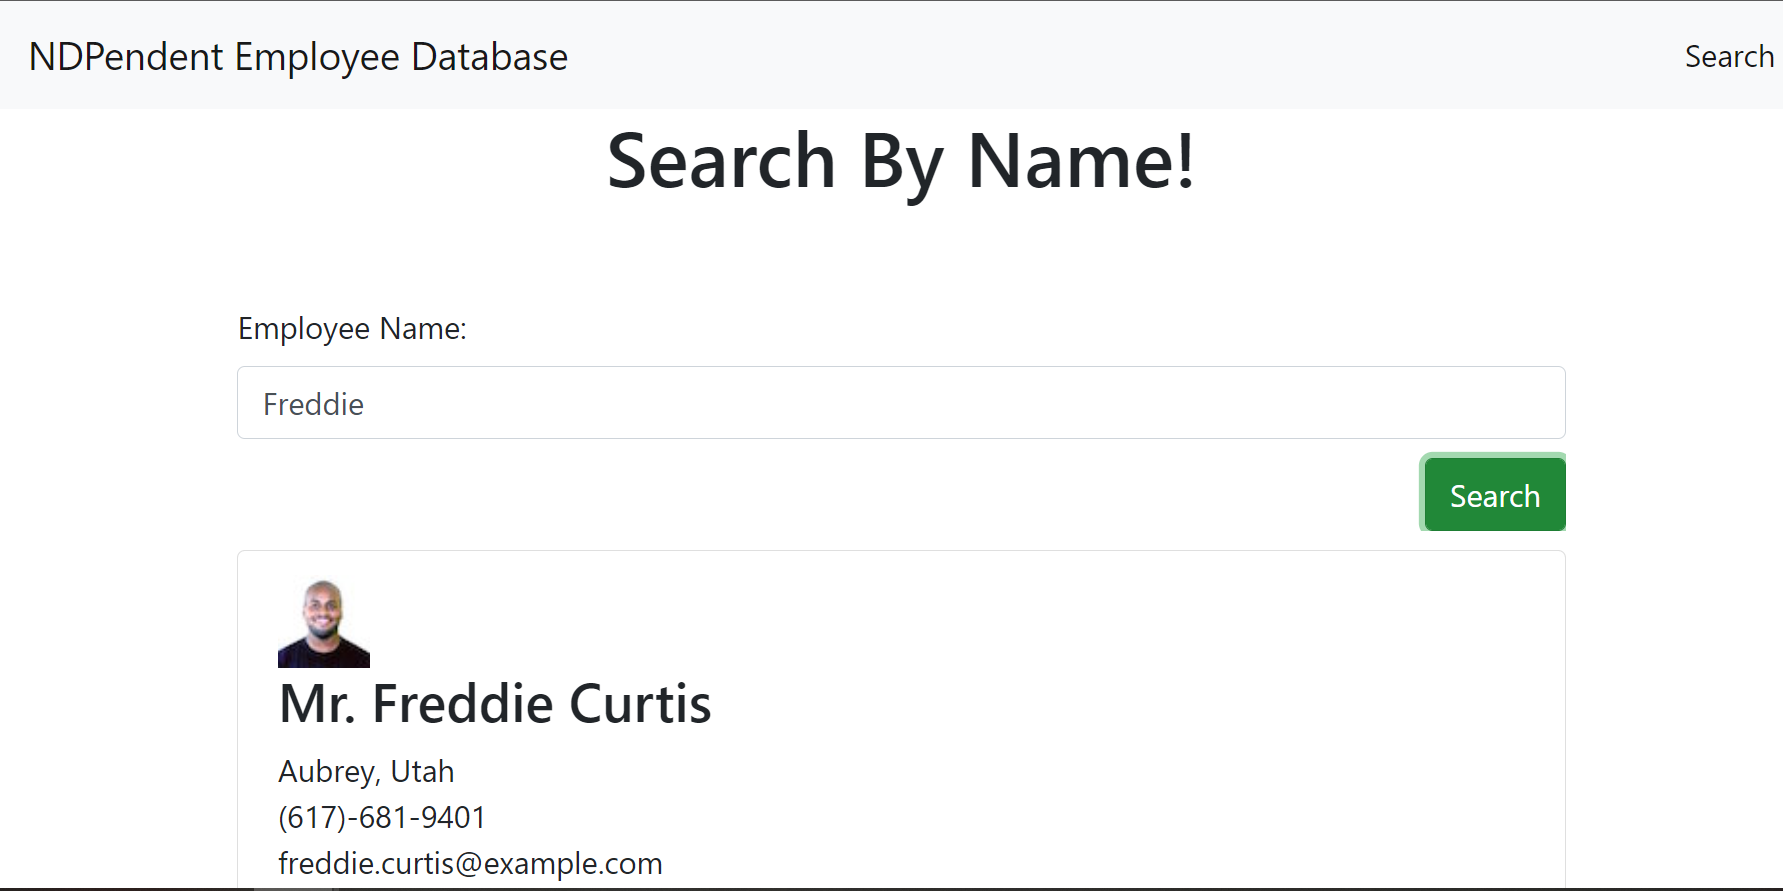 NDPendent Employee Database
Search
Search By Name!
Employee Name:
Freddie
Search
Mr. Freddie Curtis
Aubrey, Utah
(617)-681-9401
freddie.curtis@example.com